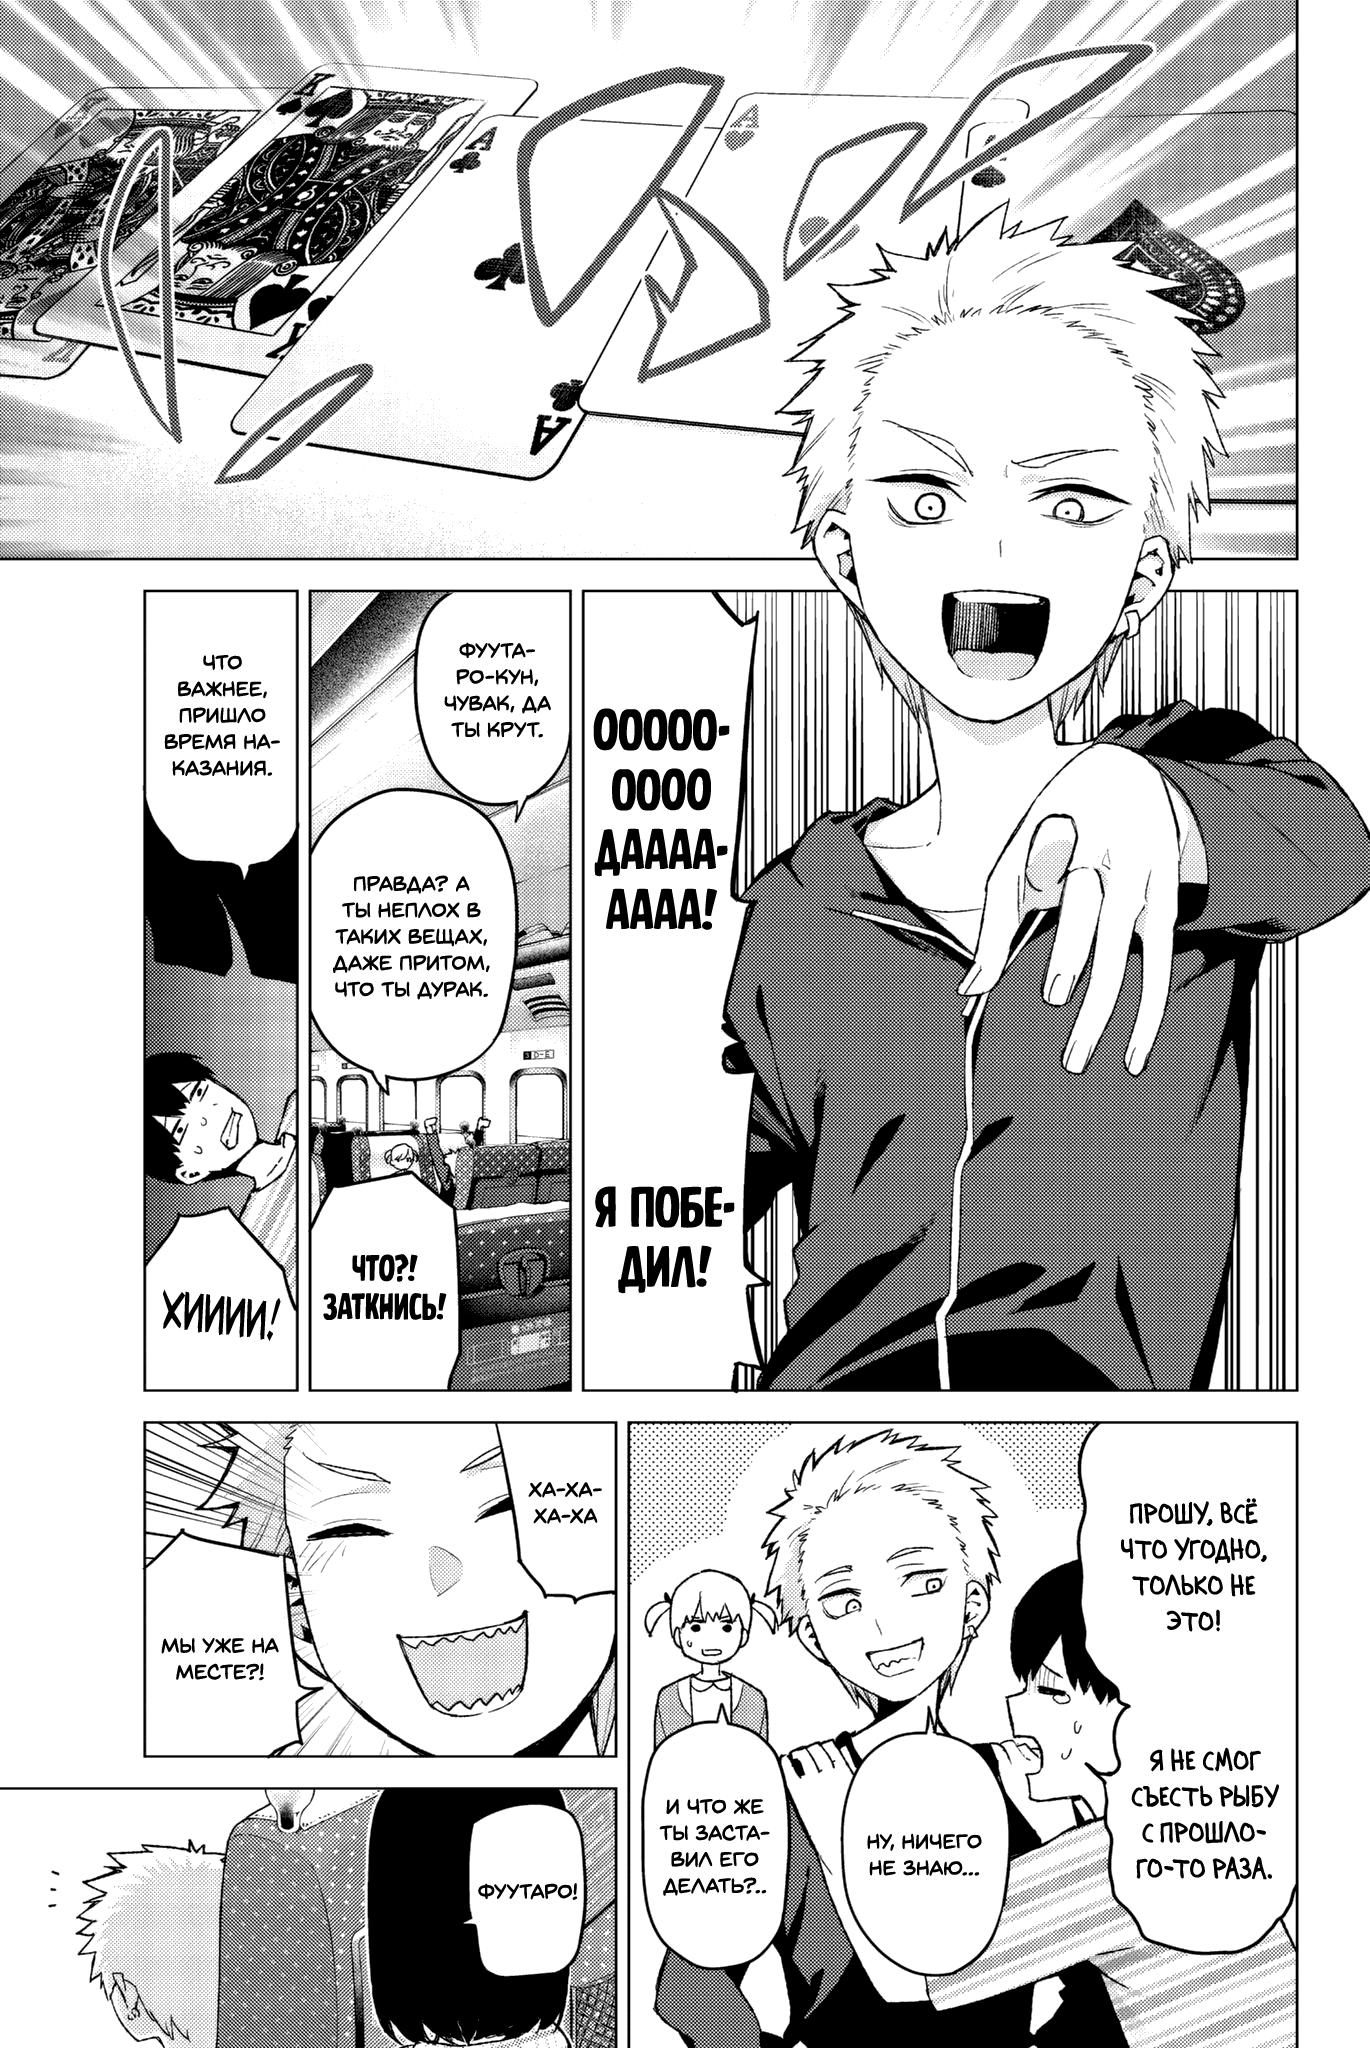 K
K
A
A
A
ООООО-
ОООО
ДАААА-
АААА!
Я ПОБЕ-
ДИЛ!
ФУУТА-
РО-КУН,
ЧУВАК, ДА
ТЫ КРУТ.
ПРАВДА? А
ТЫ НЕПЛОХ В
ТАКИХ ВЕЩАХ,
ДАЖЕ ПРИТОМ,
ЧТО ТЫ ДУРАК.
D-E
ЧТО?!
ЗАТКНИСЬ!
ЧТО
ВАЖНЕЕ,
ПРИШЛО
ВРЕМЯ НА-
КАЗАНИЯ.
ХИИИИ!
ПРОШУ, ВСЁ
ЧТО УГОДНО,
ТОЛЬКО НЕ
ЭТО!
Я НЕ СМОГ
СЪЕСТЬ РЫБУ
С ПРОШЛО-
ГО-ТО РАЗА.
НУ, НИЧЕГО
НЕ ЗНАЮ...
И ЧТО ЖЕ
ТЫ ЗАСТА-
ВИЛ ЕГО
ДЕЛАТЬ?..
ХА-ХА-
ХА-ХА
МЫ УЖЕ НА
МЕСТЕ?!
ФУУТАРО!